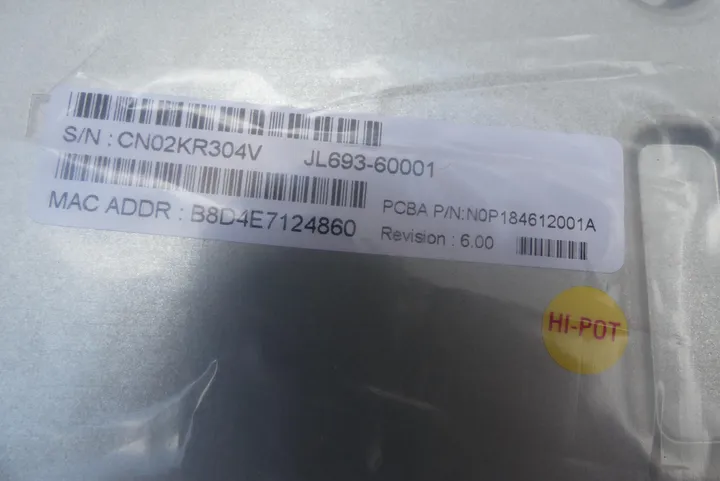 S/N : CN02KR304V JL693-60001
MAC ADDR : B8D4E7124860
PCBA P/N:N0P184612001A
Revision : 6.00
HI-POT